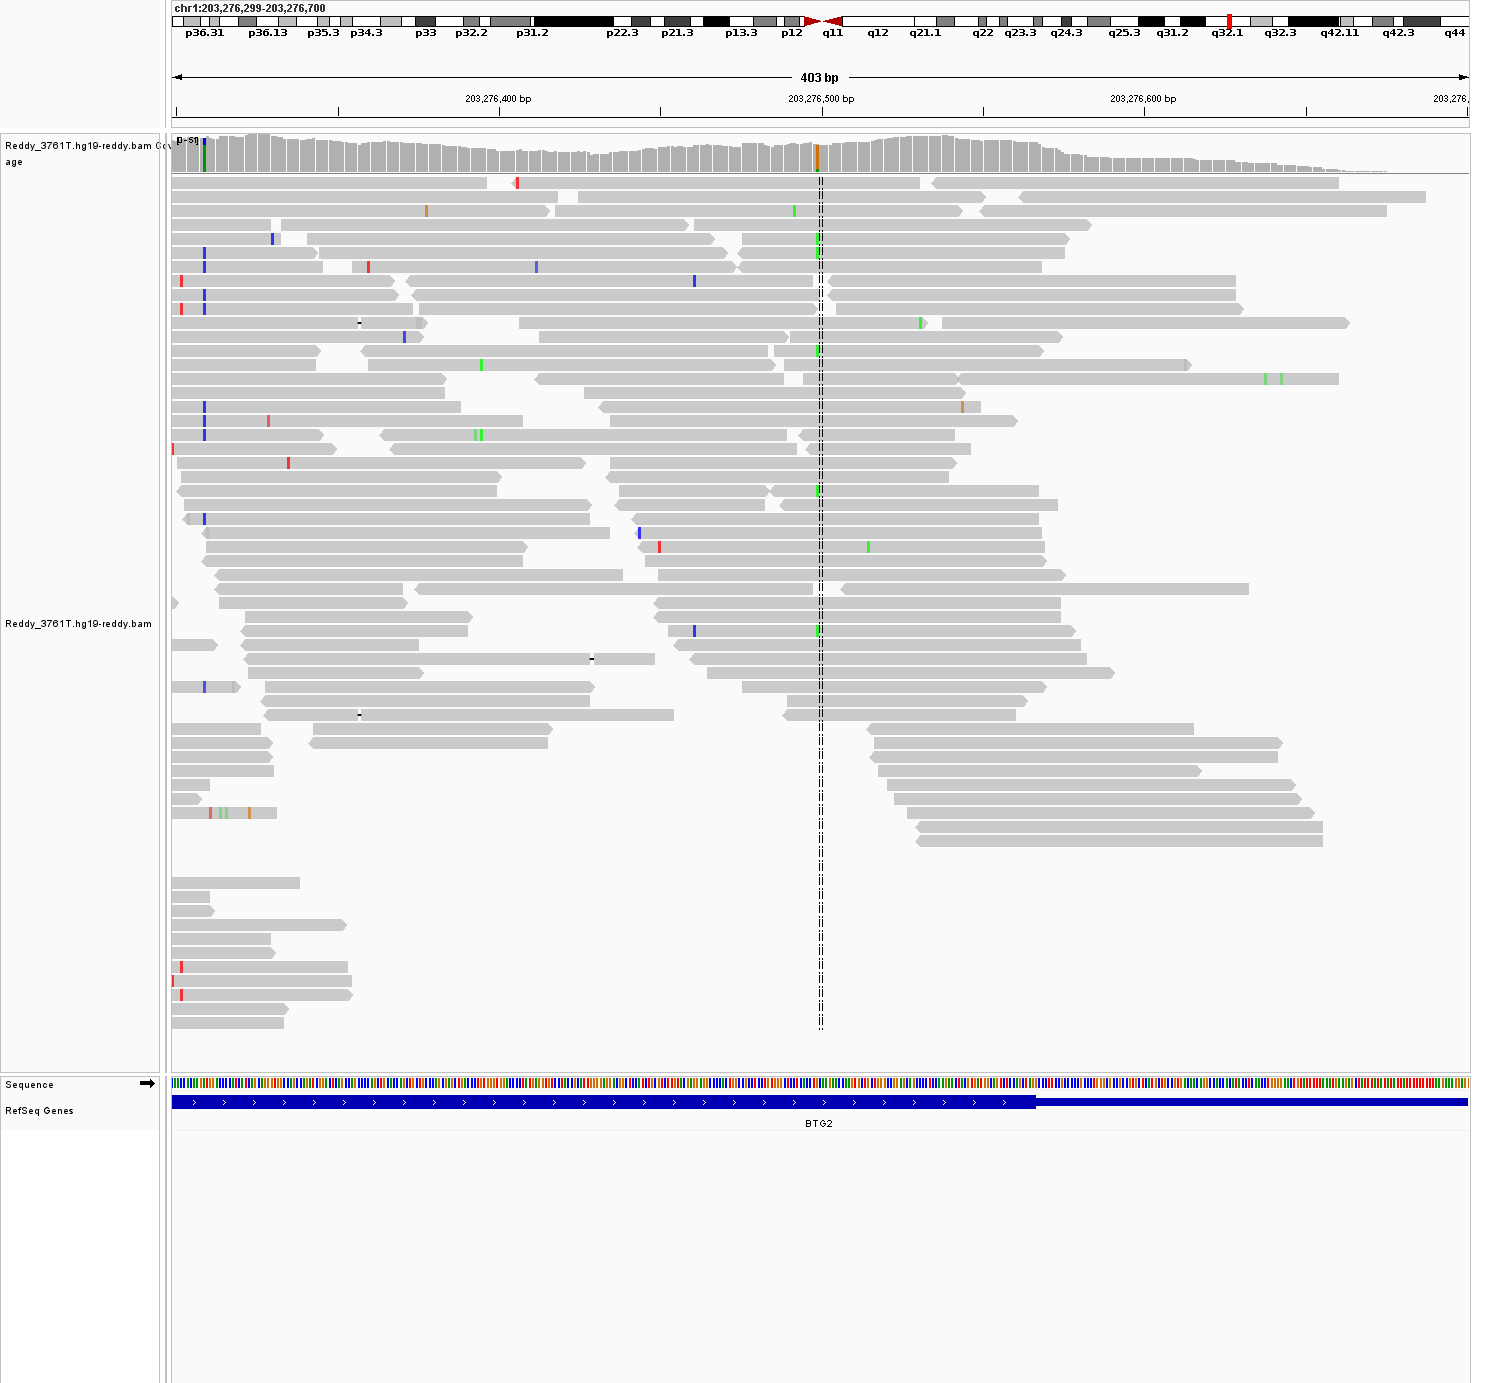 chr1:203,276,299-203,276,700
p36.31 p36.13 p35.3 p34.3 p33 p32.2 p31.2 p22.3 p21.3 p13.3 p12 q11 q12 q21.1 q22 q23.3 q24.3 q25.3 q31.2 q32.1 q32.3 q42.11 q42.3 q44
403 bp
203,276,400 bp 203,276,500 bp 203,276,600 bp 203,276,
Reddy_3761T.hg19-reddy.bam Cov
age
Reddy_3761T.hg19-reddy.bam
Sequence
RefSeq Genes
BTG2